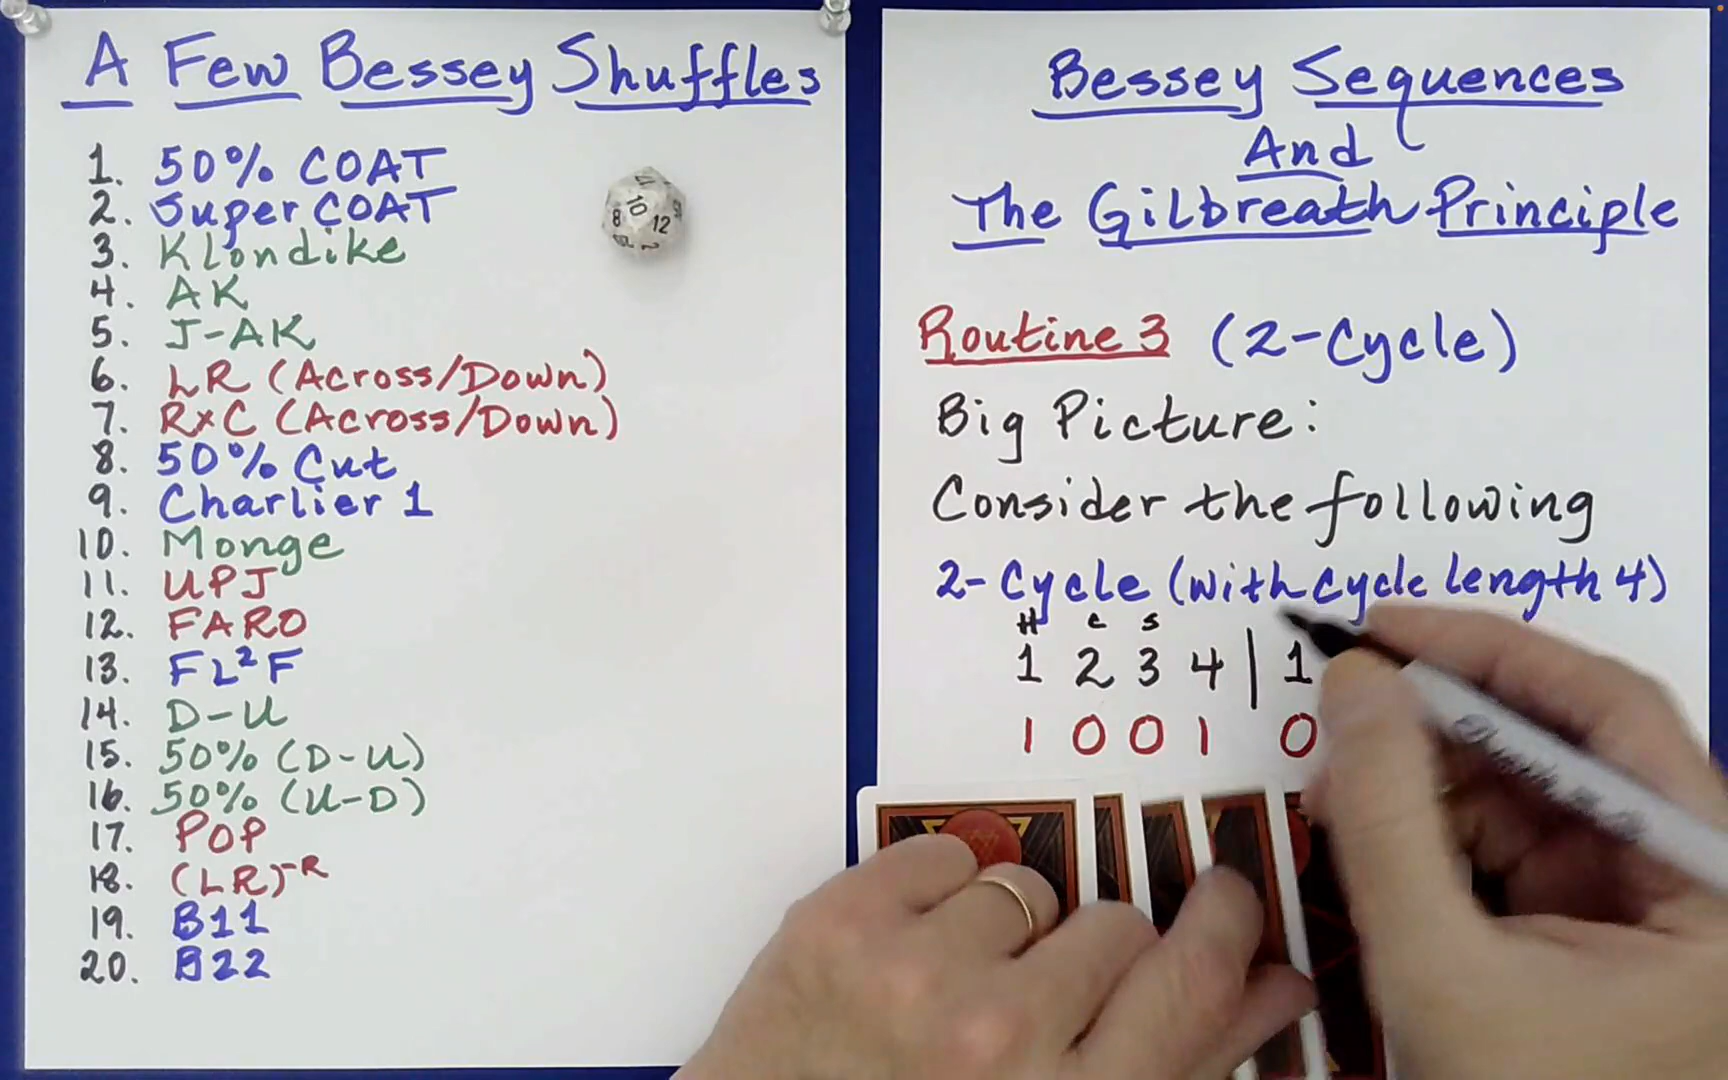 A Few Bessey Shuffles
1. 50% COAT
2. Super COAT
3. Klondike
4. AK
5. J-AK
6. LR (Across/Down)
7. RxC (Across/Down)
8. 50% Cut
9. Charlier 1
10. Monge
11. UPJ
12. FARO
13. FL²F
14. D-U
15. 50% (D-U)
16. 50% (U-D)
17. POP
18. (LR)⁻ᴿ
19. B11
20. B22
10
8
12
Bessey Sequences
And
The Gilbreath Principle
Routine 3 (2-Cycle)
Big Picture:
Consider the following
2-Cycle (with cycle length 4)
H C S
1 2 3 4 | 1
1 0 0 1 0